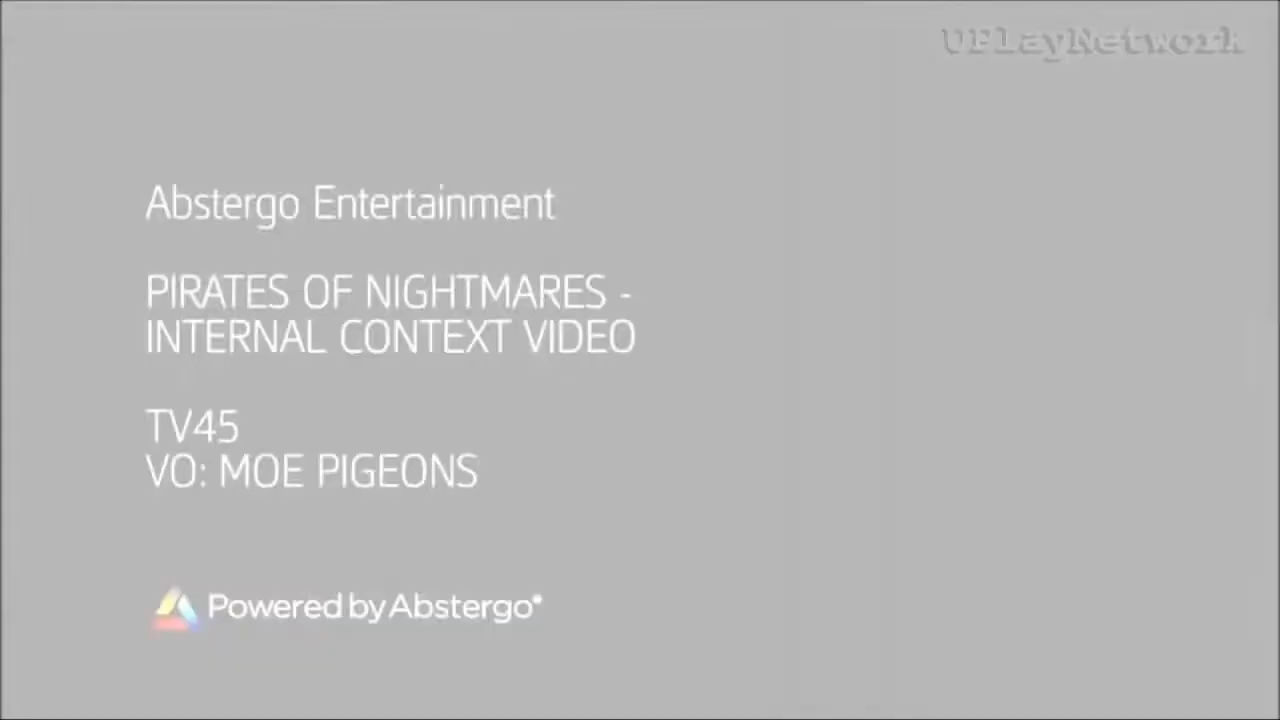 UPlayNetwork
Abstergo Entertainment
PIRATES OF NIGHTMARES -
INTERNAL CONTEXT VIDEO
TV45
VO: MOE PIGEONS
Powered by Abstergo®